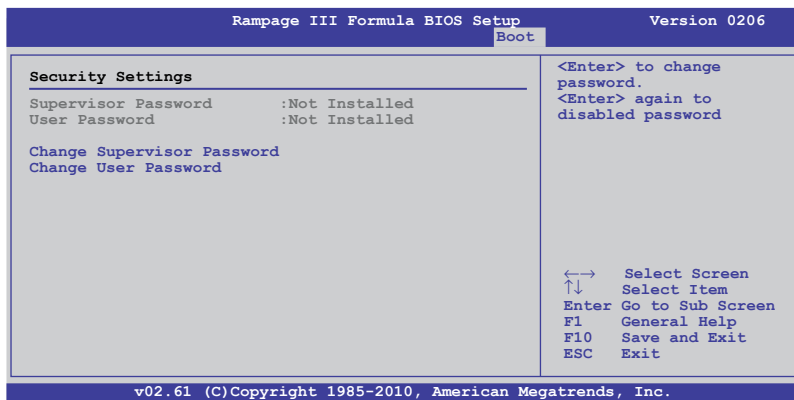 Rampage III Formula BIOS Setup Version 0206
Boot
Security Settings
Supervisor Password :Not Installed
User Password :Not Installed
Change Supervisor Password
Change User Password
<Enter> to change
password.
<Enter> again to
disabled password
←→ Select Screen
↑↓ Select Item
Enter Go to Sub Screen
F1 General Help
F10 Save and Exit
ESC Exit
v02.61 (C)Copyright 1985-2010, American Megatrends, Inc.